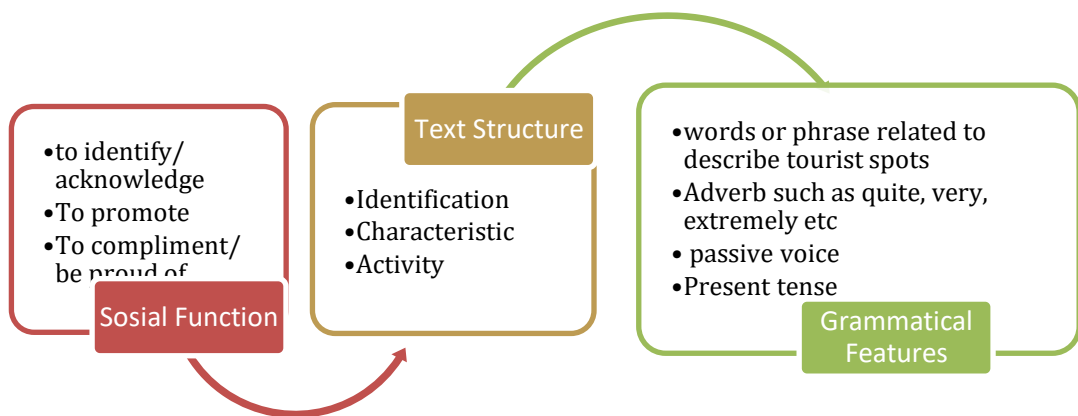 •to identify/
acknowledge
•To promote
•To compliment/
be proud of
Sosial Function
Text Structure
•Identification
•Characteristic
•Activity
•words or phrase related to
describe tourist spots
•Adverb such as quite, very,
extremely etc
• passive voice
•Present tense
Grammatical
Features